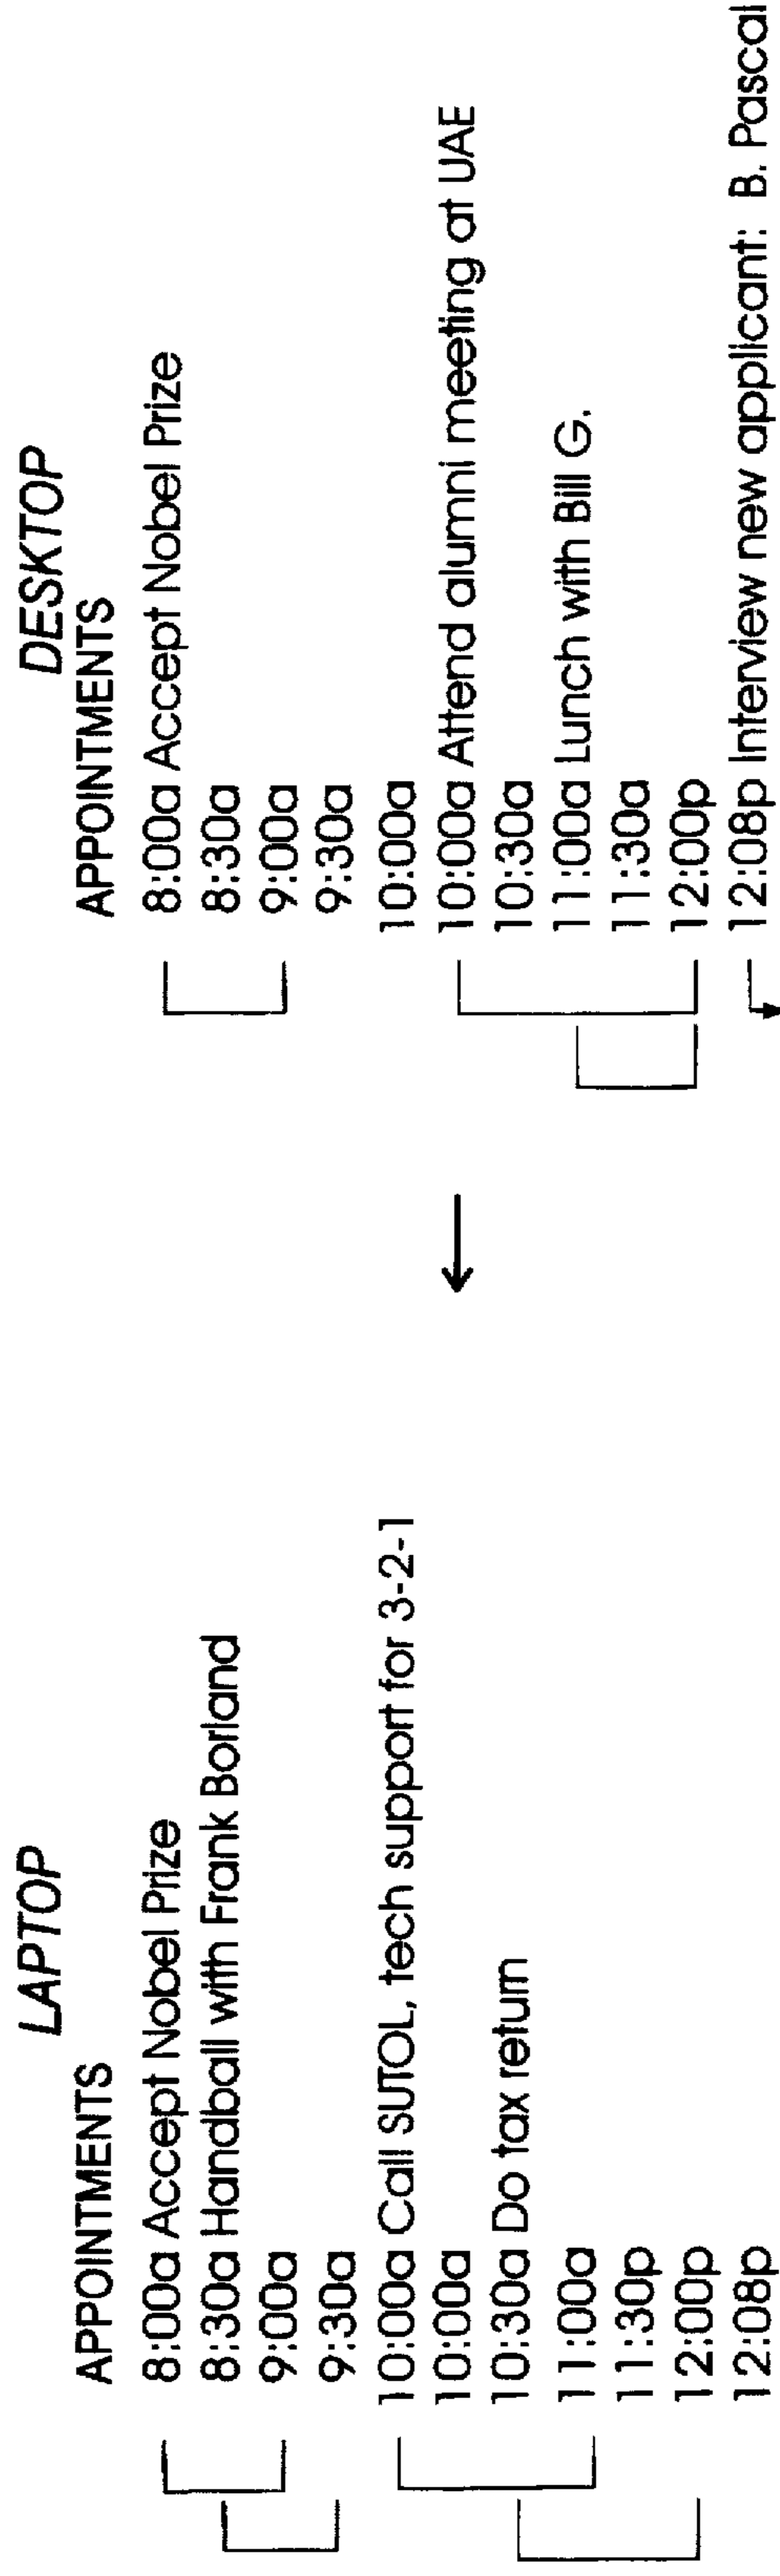 LAPTOP
APPOINTMENTS
8:00a Accept Nobel Prize
8:30a Handball with Frank Borland
9:00a
9:30a
10:00a Call SUTOL, tech support for 3-2-1
10:00a
10:30a Do tax return
11:00a
11:30p
12:00p
12:08p
DESKTOP
APPOINTMENTS
8:00a Accept Nobel Prize
8:30a
9:00a
9:30a
10:00a
10:00a Attend alumni meeting at UAE
10:30a
11:00a Lunch with Bill G.
11:30a
12:00p
12:08p Interview new applicant: B. Pascal